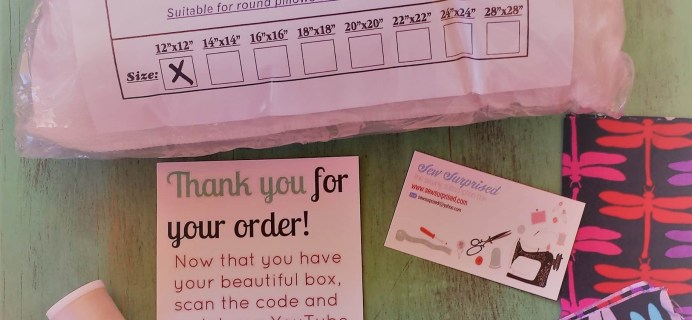 Suitable for round pillows
12"x12" 14"x14" 16"x16" 18"x18" 20"x20" 22"x22" 24"x24" 28"x28"
Size: X
Thank you for
your order!
Now that you have
your beautiful box,
scan the code and
Sew Surprised
www.sewsurprised.com